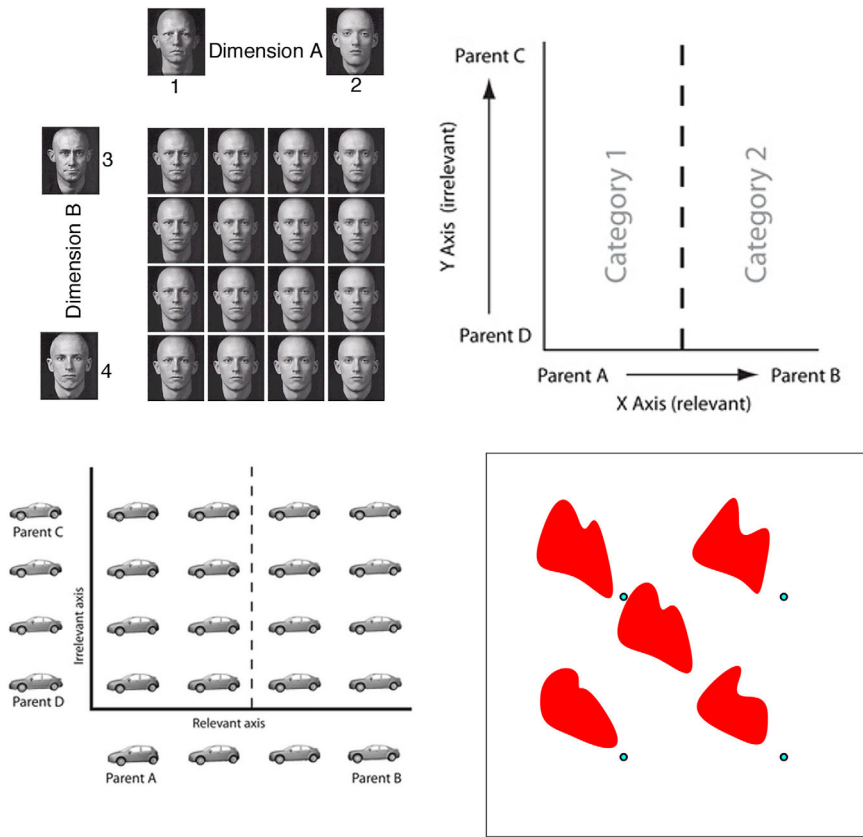 Dimension A
1
2
3
Dimension B
4
Parent C
Y Axis (irrelevant)
Category 1
Category 2
Parent D
Parent A
Parent B
X Axis (relevant)
Parent C
Irrelevant axis
Parent D
Relevant axis
Parent A
Parent B